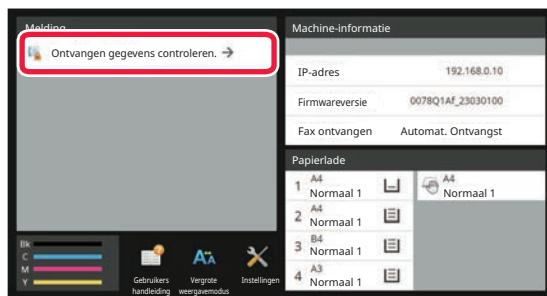 Melding
Ontvangen gegevens controleren.
Machine-informatie
IP-adres 192.168.0.10
Firmwareversie 0078Q1Af_23030100
Fax ontvangen Automat. Ontvangst
Papierlade
1 A4
Normaal 1
A4
Normaal 1
2 A4
Normaal 1
3 B4
Normaal 1
4 A3
Normaal 1
Bk
C
M
Y
Gebruikers
handleiding
Vergrote
weergavemodus
Instellingen